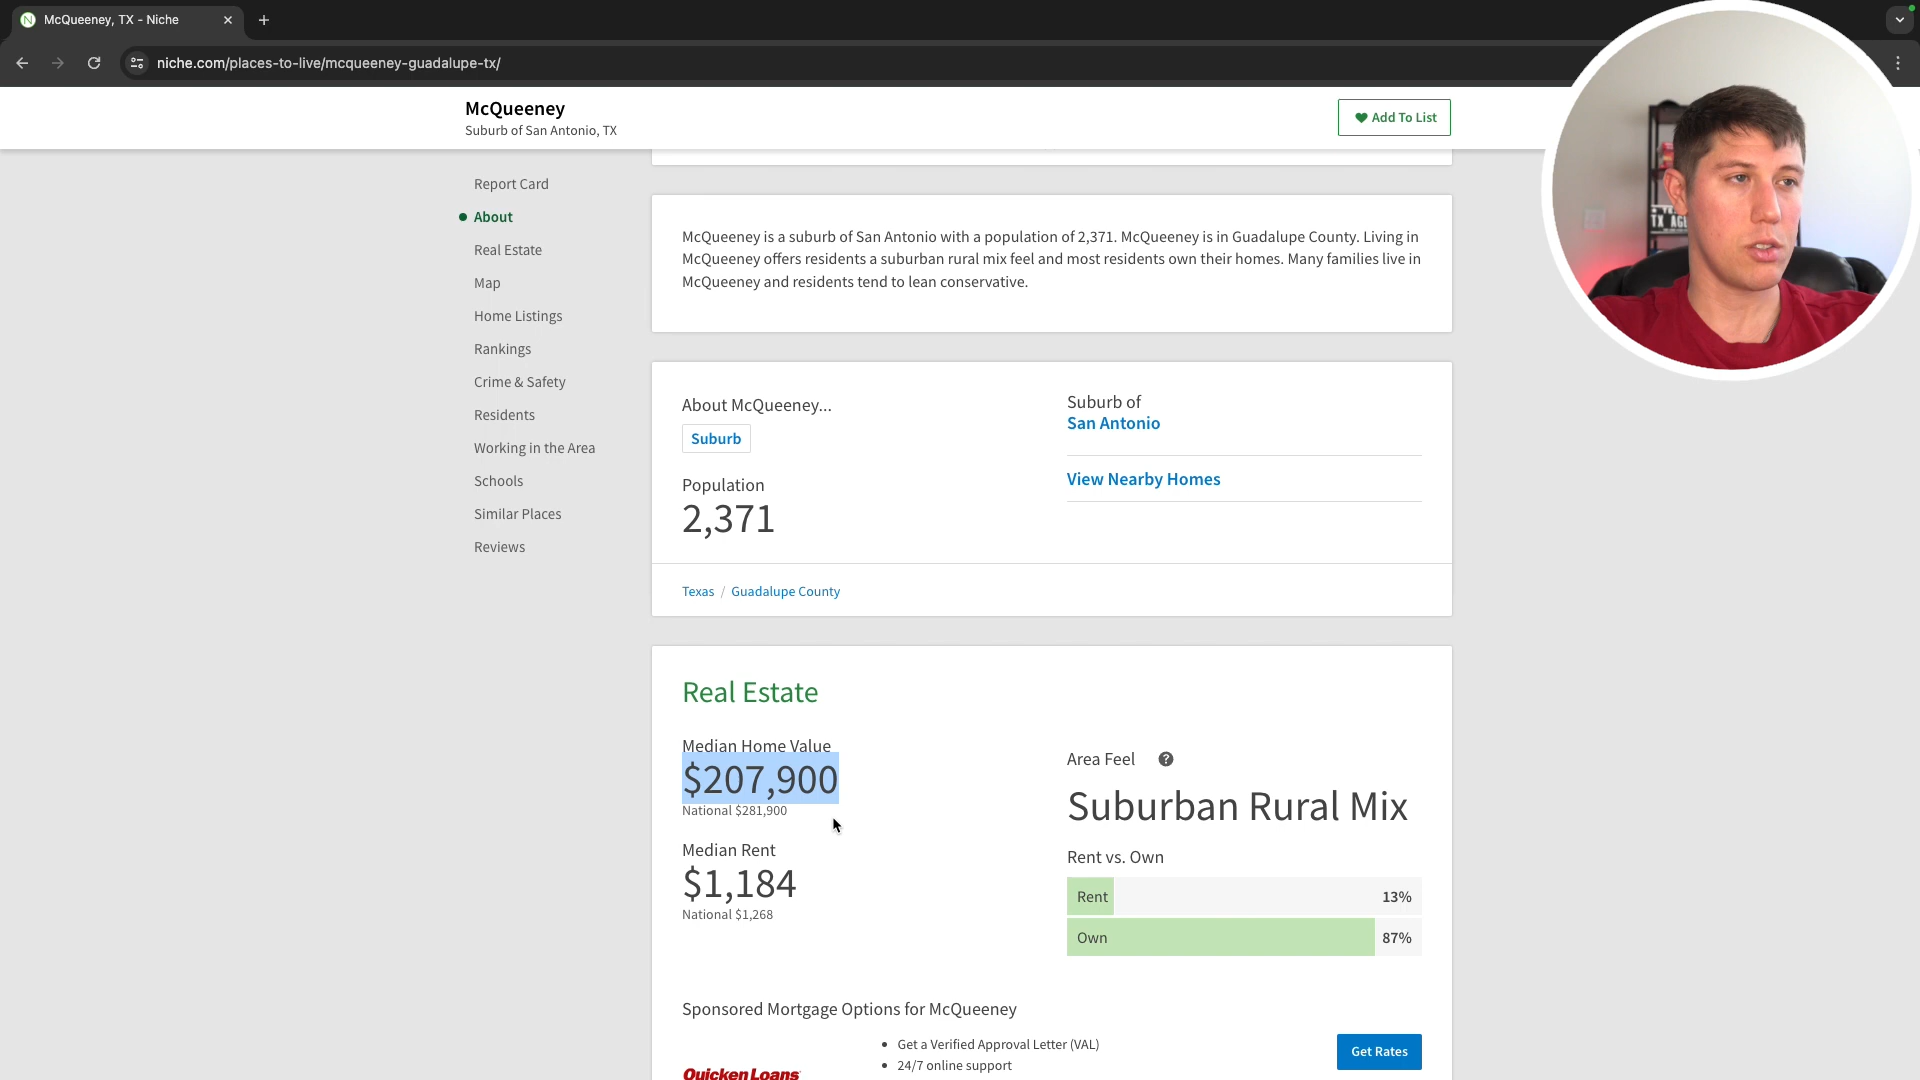 McQueeney, TX - Niche
niche.com/places-to-live/mcqueeney-guadalupe-tx/
McQueeney
Suburb of San Antonio, TX
Add To List
Report Card
About
Real Estate
Map
Home Listings
Rankings
Crime & Safety
Residents
Working in the Area
Schools
Similar Places
Reviews
McQueeney is a suburb of San Antonio with a population of 2,371. McQueeney is in Guadalupe County. Living in
McQueeney offers residents a suburban rural mix feel and most residents own their homes. Many families live in
McQueeney and residents tend to lean conservative.
About McQueeney...
Suburb
Population
2,371
Suburb of
San Antonio
View Nearby Homes
Texas / Guadalupe County
Real Estate
Median Home Value
$207,900
National $281,900
Median Rent
$1,184
National $1,268
Area Feel
Suburban Rural Mix
Rent vs. Own
Rent 13%
Own 87%
Sponsored Mortgage Options for McQueeney
Quicken Loans
• Get a Verified Approval Letter (VAL)
• 24/7 online support
Get Rates